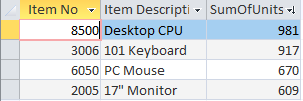 Item No Item Descripti SumOfUnits
8500 Desktop CPU 981
3006 101 Keyboard 917
6050 PC Mouse 670
2005 17" Monitor 609